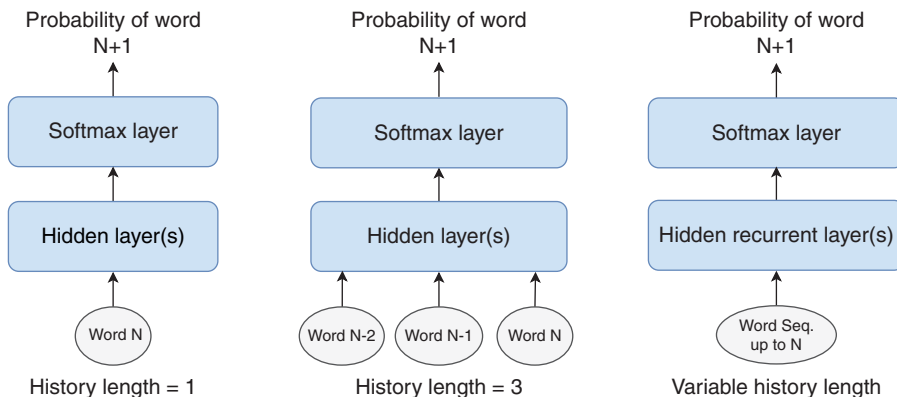 Probability of word
N+1
Softmax layer
Hidden layer(s)
Word N
History length = 1
Probability of word
N+1
Softmax layer
Hidden layer(s)
Word N-2
Word N-1
Word N
History length = 3
Probability of word
N+1
Softmax layer
Hidden recurrent layer(s)
Word Seq.
up to N
Variable history length